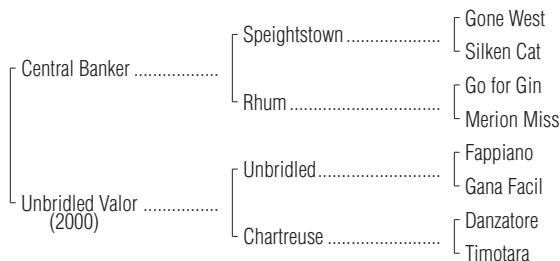 Gone West
Speightstown
Silken Cat
Central Banker
Go for Gin
Rhum
Merion Miss
Fappiano
Unbridled
Gana Facil
Unbridled Valor
(2000)
Danzatore
Chartreuse
Timotara